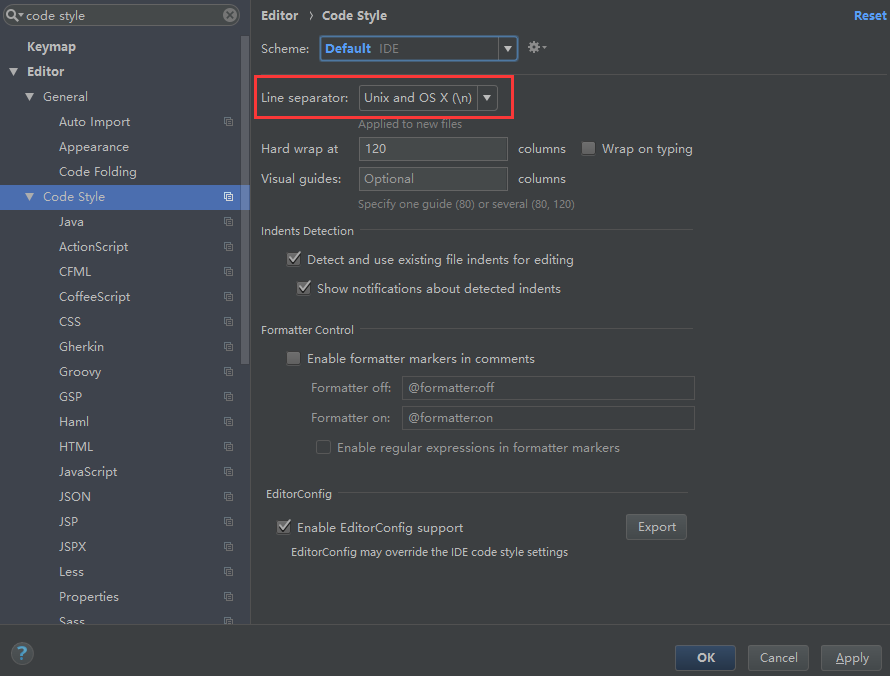 code style
Keymap
Editor
General
Auto Import
Appearance
Code Folding
Code Style
Java
ActionScript
CFML
CoffeeScript
CSS
Gherkin
Groovy
GSP
Haml
HTML
JavaScript
JSON
JSP
JSPX
Less
Properties
Sass
Editor › Code Style
Reset
Scheme: Default IDE
Line separator: Unix and OS X (\n)
Applied to new files
Hard wrap at 120 columns Wrap on typing
Visual guides: Optional columns
Specify one guide (80) or several (80, 120)
Indents Detection
Detect and use existing file indents for editing
Show notifications about detected indents
Formatter Control
Enable formatter markers in comments
Formatter off: @formatter:off
Formatter on: @formatter:on
Enable regular expressions in formatter markers
EditorConfig
Enable EditorConfig support Export
EditorConfig may override the IDE code style settings
? OK Cancel Apply